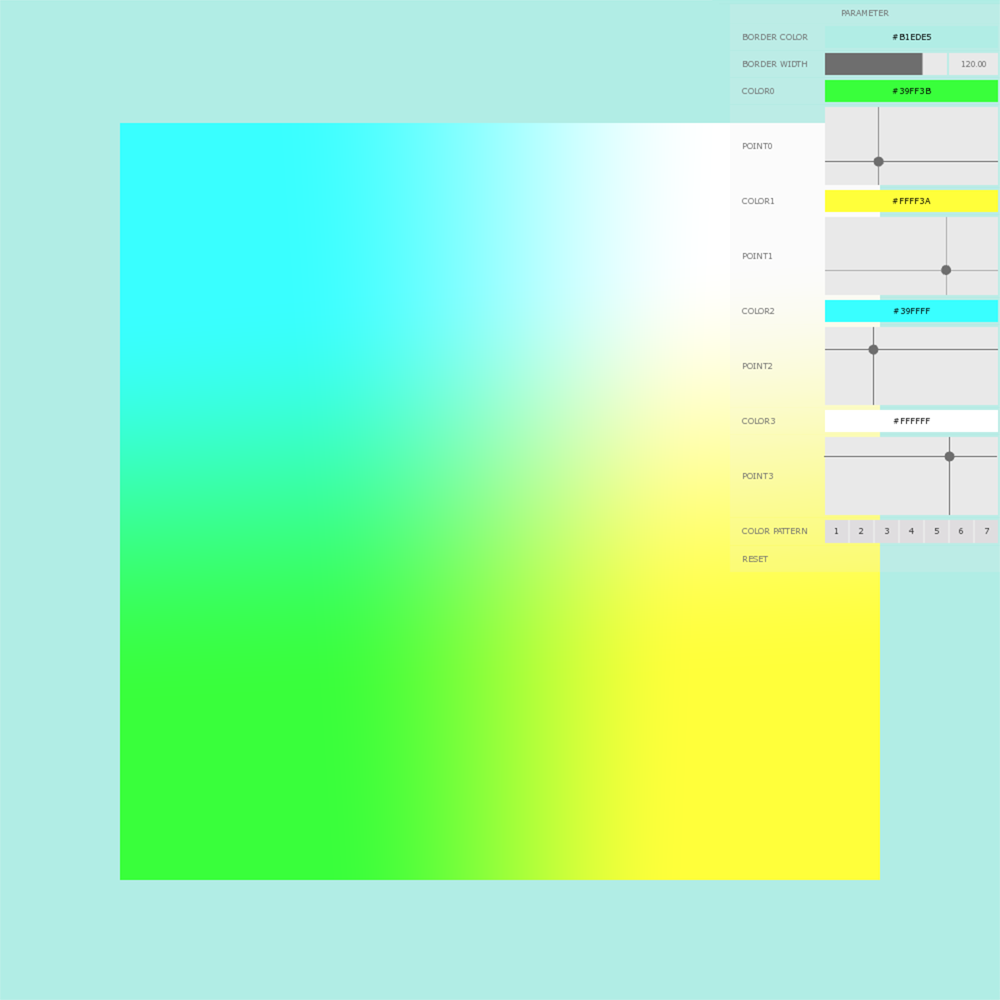 PARAMETER
BORDER COLOR #B1EDE5
BORDER WIDTH 120.00
COLOR0 #39FF3B
POINT0
COLOR1 #FFFF3A
POINT1
COLOR2 #39FFFF
POINT2
COLOR3 #FFFFFF
POINT3
COLOR PATTERN 1 2 3 4 5 6 7
RESET